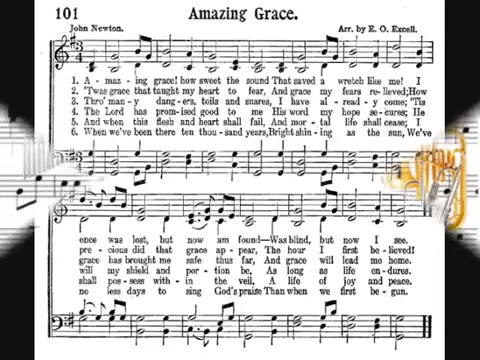 101
Amazing Grace.
John Newton.
Arr. by E. O. Excell.
1. A - maz - ing grace! how sweet the sound That saved a wretch like me! I
2. 'Twas grace that taught my heart to fear, And grace my fears re-lieved; How
3. Thro' man - y dang - ers, toils and snares, I have al - read - y come; 'Tis
4. The Lord has prom-ised good to me His word my hope se - cures; He
5. And when this flesh and heart shall fail, And mor - tal life shall cease; I
6. When we've been there ten thou - sand years, Bright shin - ing as the sun, We've
once was lost, but now am found—Was blind, but now I see.
pre - cious did that grace ap - pear, The hour I first be - lieved!
grace has brought me safe thus far, And grace will lead me home.
will my shield and por - tion be, As long as life en - dures.
shall pos - sess with - in the veil, A life of joy and peace.
no less days to sing God's praise Than when we first be - gun.